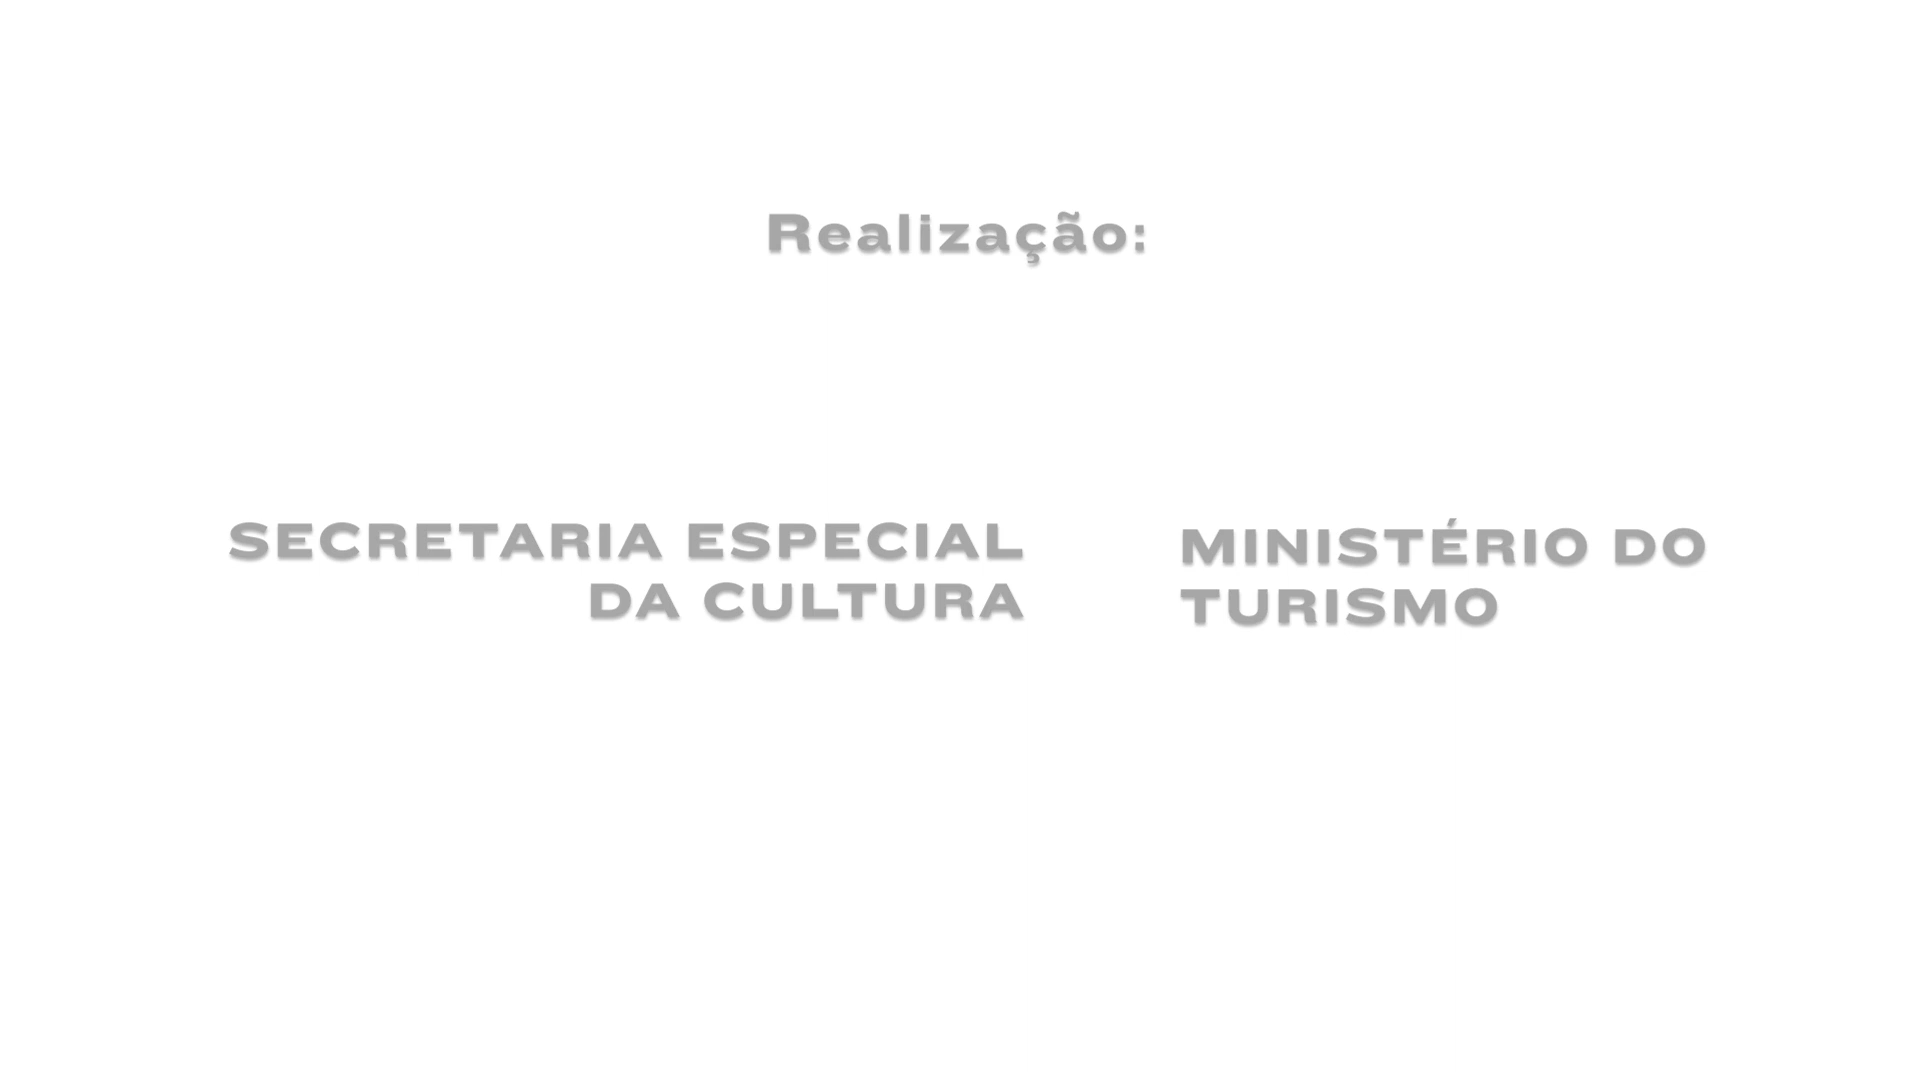 Realização:
SECRETARIA ESPECIAL
DA CULTURA
MINISTÉRIO DO
TURISMO